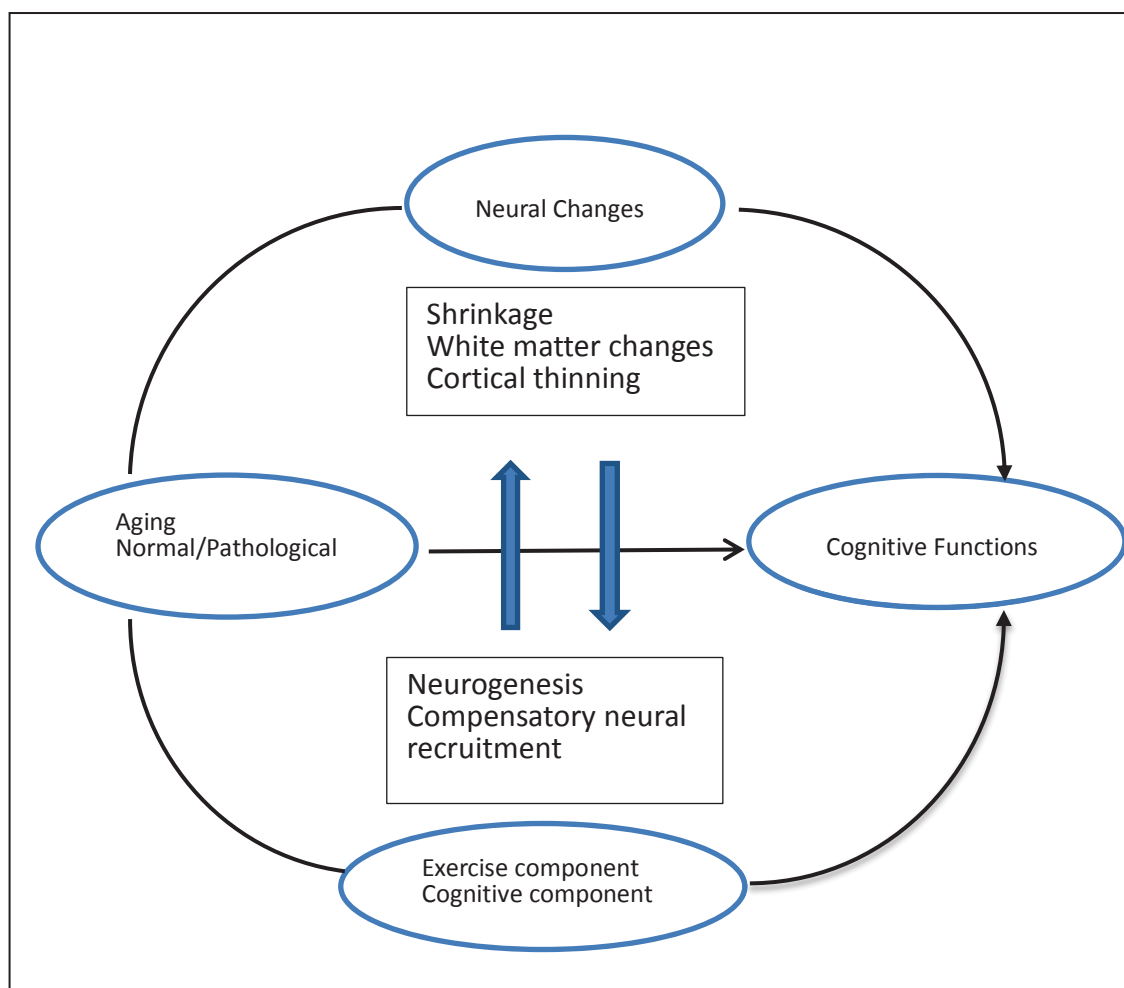 Neural Changes
Shrinkage
White matter changes
Cortical thinning
Aging
Normal/Pathological
Cognitive Functions
Neurogenesis
Compensatory neural
recruitment
Exercise component
Cognitive component